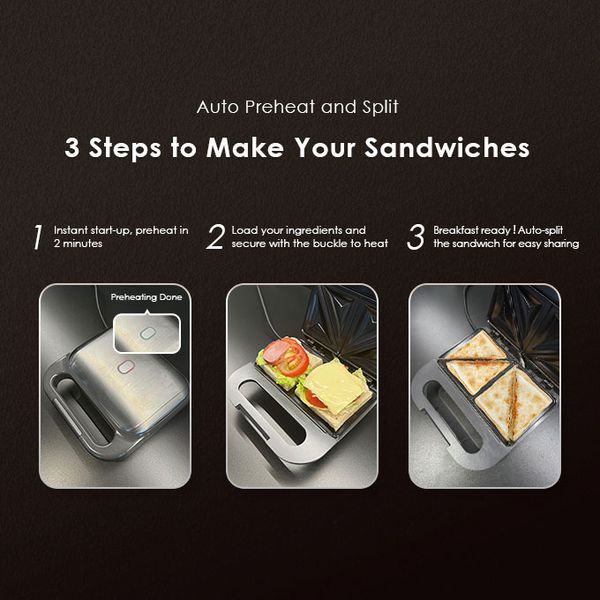 Auto Preheat and Split
3 Steps to Make Your Sandwiches
1 Instant start-up, preheat in
2 minutes
2 Load your ingredients and
secure with the buckle to heat
3 Breakfast ready ! Auto-split
the sandwich for easy sharing
Preheating Done